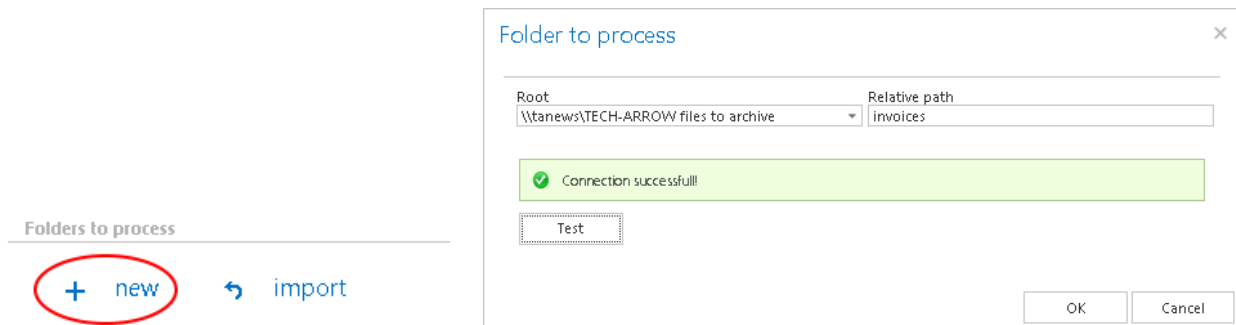 Folders to process
+ new
import
Folder to process
Root
Relative path
\\tanews\TECH-ARROW files to archive
invoices
Connection successfull!
Test
OK
Cancel